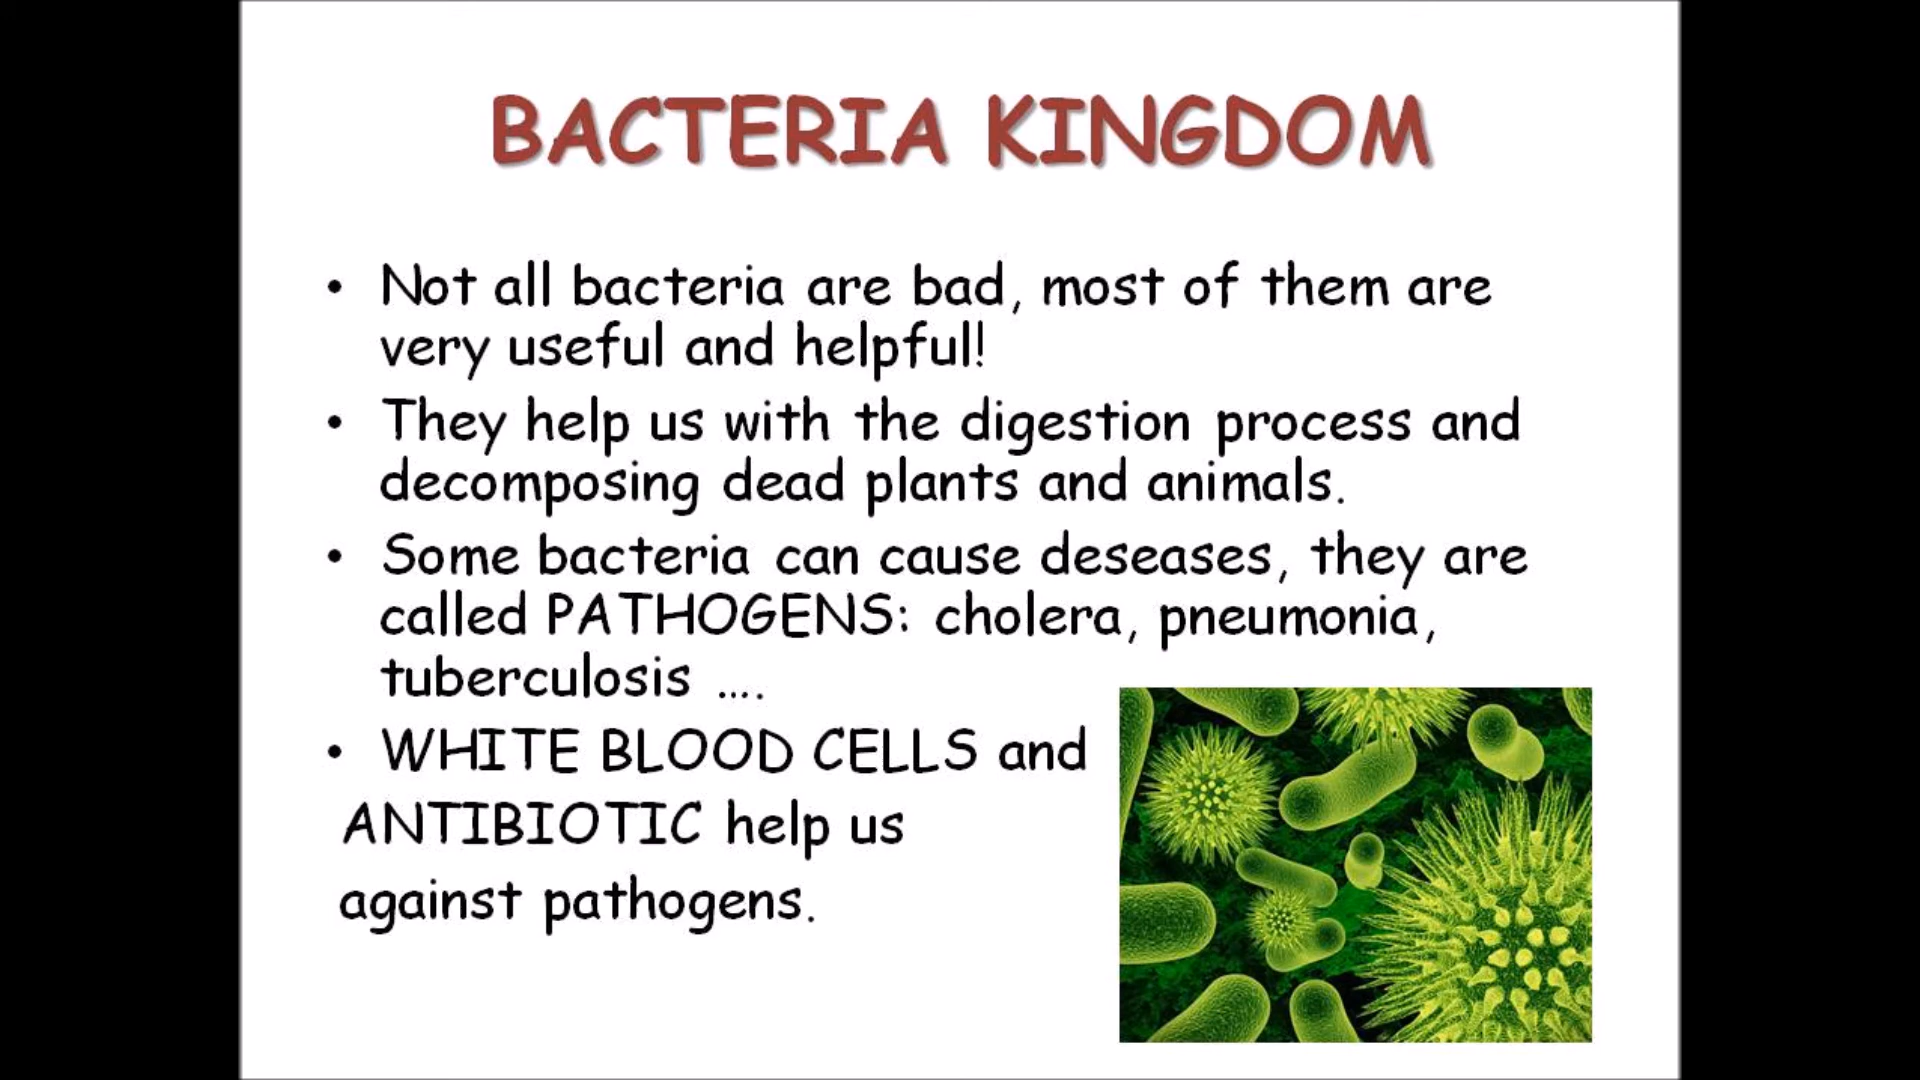 BACTERIA KINGDOM
• Not all bacteria are bad, most of them are
very useful and helpful!
• They help us with the digestion process and
decomposing dead plants and animals.
• Some bacteria can cause deseases, they are
called PATHOGENS: cholera, pneumonia,
tuberculosis ....
• WHITE BLOOD CELLS and
ANTIBIOTIC help us
against pathogens.